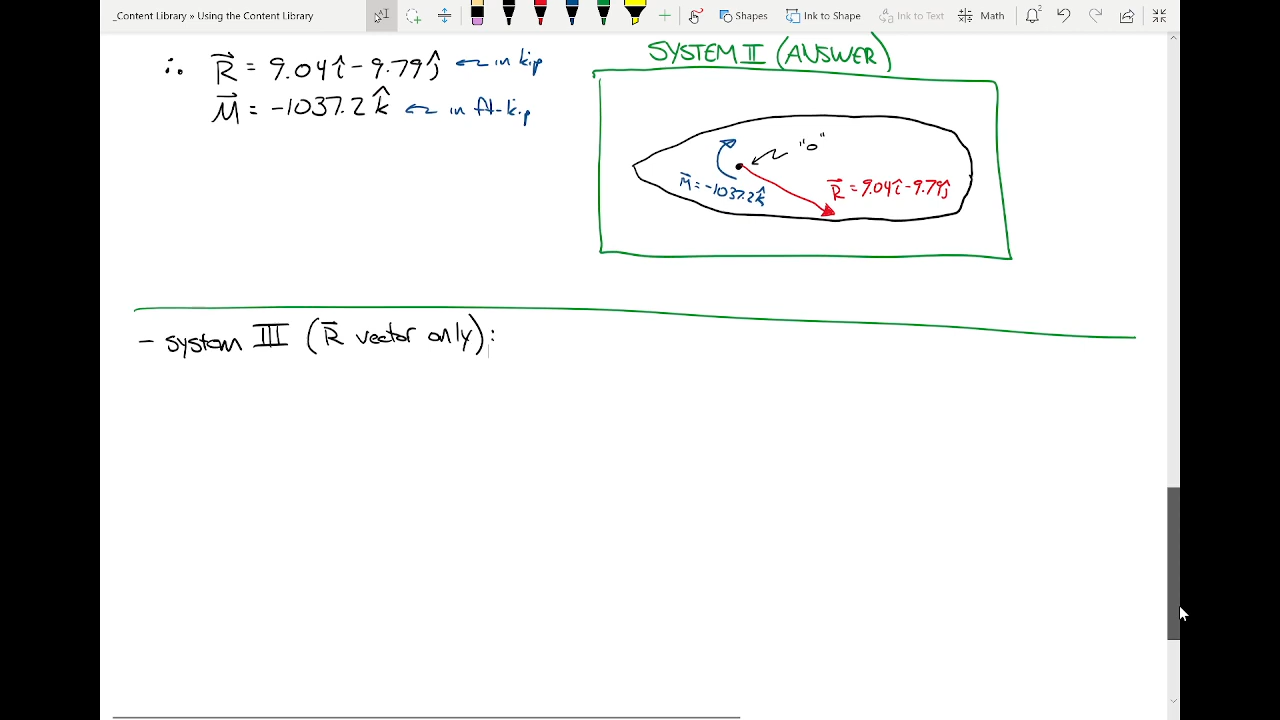 _Content Library » Using the Content Library
Shapes
Ink to Shape
Ink to Text
Math
∴ R⃗ = 9.04î − 9.79ĵ ← in kip
M⃗ = −1037.2 k̂ ← in ft-kip
SYSTEM II (ANSWER)
"o"
M⃗ = −1037.2k̂
R⃗ = 9.04î − 9.79ĵ
− system III (R⃗ vector only):